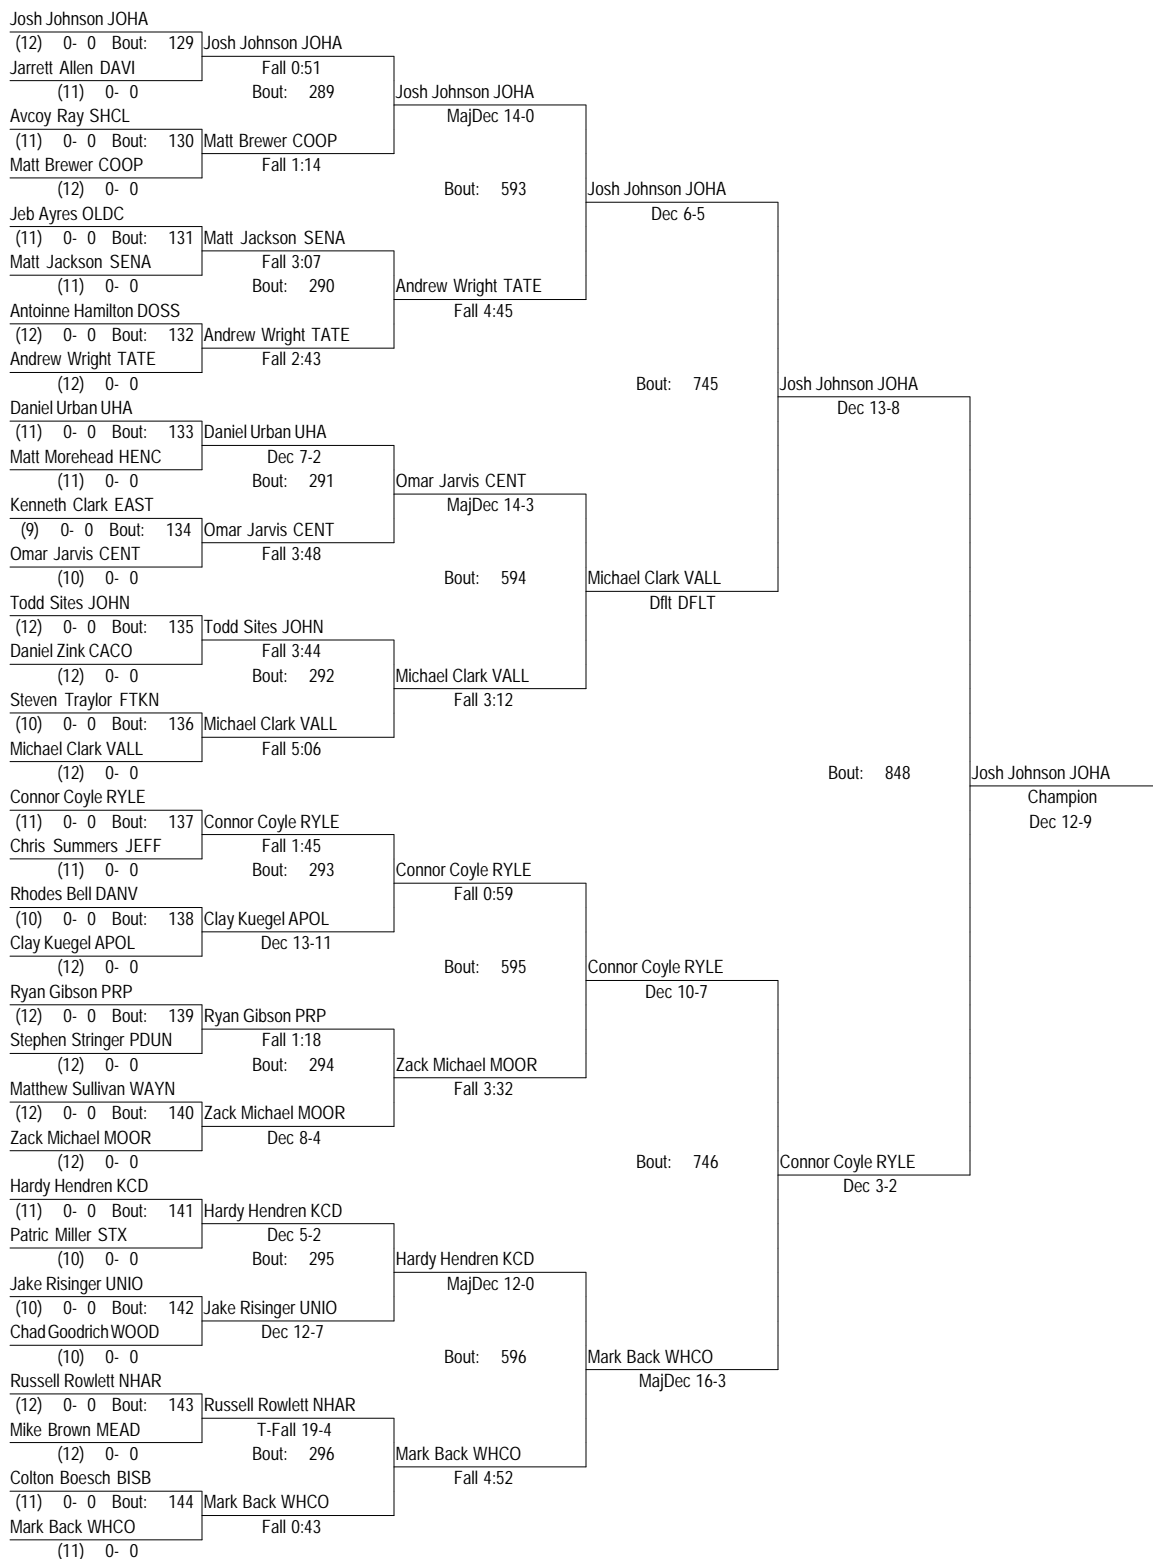 Josh Johnson JOHA
(12) 0- 0 Bout: 129 Josh Johnson JOHA
Jarrett Allen DAVI Fall 0:51
(11) 0- 0 Bout: 289 Josh Johnson JOHA
Avcoy Ray SHCL MajDec 14-0
(11) 0- 0 Bout: 130 Matt Brewer COOP
Matt Brewer COOP Fall 1:14
(12) 0- 0 Bout: 593 Josh Johnson JOHA
Jeb Ayres OLDC Dec 6-5
(11) 0- 0 Bout: 131 Matt Jackson SENA
Matt Jackson SENA Fall 3:07
(11) 0- 0 Bout: 290 Andrew Wright TATE
Antoinne Hamilton DOSS Fall 4:45
(12) 0- 0 Bout: 132 Andrew Wright TATE
Andrew Wright TATE Fall 2:43
(12) 0- 0 Bout: 745 Josh Johnson JOHA
Daniel Urban UHA Dec 13-8
(11) 0- 0 Bout: 133 Daniel Urban UHA
Matt Morehead HENC Dec 7-2
(11) 0- 0 Bout: 291 Omar Jarvis CENT
Kenneth Clark EAST MajDec 14-3
(9) 0- 0 Bout: 134 Omar Jarvis CENT
Omar Jarvis CENT Fall 3:48
(10) 0- 0 Bout: 594 Michael Clark VALL
Todd Sites JOHN Dflt DFLT
(12) 0- 0 Bout: 135 Todd Sites JOHN
Daniel Zink CACO Fall 3:44
(12) 0- 0 Bout: 292 Michael Clark VALL
Steven Traylor FTKN Fall 3:12
(10) 0- 0 Bout: 136 Michael Clark VALL
Michael Clark VALL Fall 5:06
(12) 0- 0 Bout: 848 Josh Johnson JOHA
Connor Coyle RYLE Champion
(11) 0- 0 Bout: 137 Connor Coyle RYLE Dec 12-9
Chris Summers JEFF Fall 1:45
(11) 0- 0 Bout: 293 Connor Coyle RYLE
Rhodes Bell DANV Fall 0:59
(10) 0- 0 Bout: 138 Clay Kuegel APOL
Clay Kuegel APOL Dec 13-11
(12) 0- 0 Bout: 595 Connor Coyle RYLE
Ryan Gibson PRP Dec 10-7
(12) 0- 0 Bout: 139 Ryan Gibson PRP
Stephen Stringer PDUN Fall 1:18
(12) 0- 0 Bout: 294 Zack Michael MOOR
Matthew Sullivan WAYN Fall 3:32
(12) 0- 0 Bout: 140 Zack Michael MOOR
Zack Michael MOOR Dec 8-4
(12) 0- 0 Bout: 746 Connor Coyle RYLE
Hardy Hendren KCD Dec 3-2
(11) 0- 0 Bout: 141 Hardy Hendren KCD
Patric Miller STX Dec 5-2
(10) 0- 0 Bout: 295 Hardy Hendren KCD
Jake Risinger UNIO MajDec 12-0
(10) 0- 0 Bout: 142 Jake Risinger UNIO
Chad Goodrich WOOD Dec 12-7
(10) 0- 0 Bout: 596 Mark Back WHCO
Russell Rowlett NHAR MajDec 16-3
(12) 0- 0 Bout: 143 Russell Rowlett NHAR
Mike Brown MEAD T-Fall 19-4
(12) 0- 0 Bout: 296 Mark Back WHCO
Colton Boesch BISB Fall 4:52
(11) 0- 0 Bout: 144 Mark Back WHCO
Mark Back WHCO Fall 0:43
(11) 0- 0